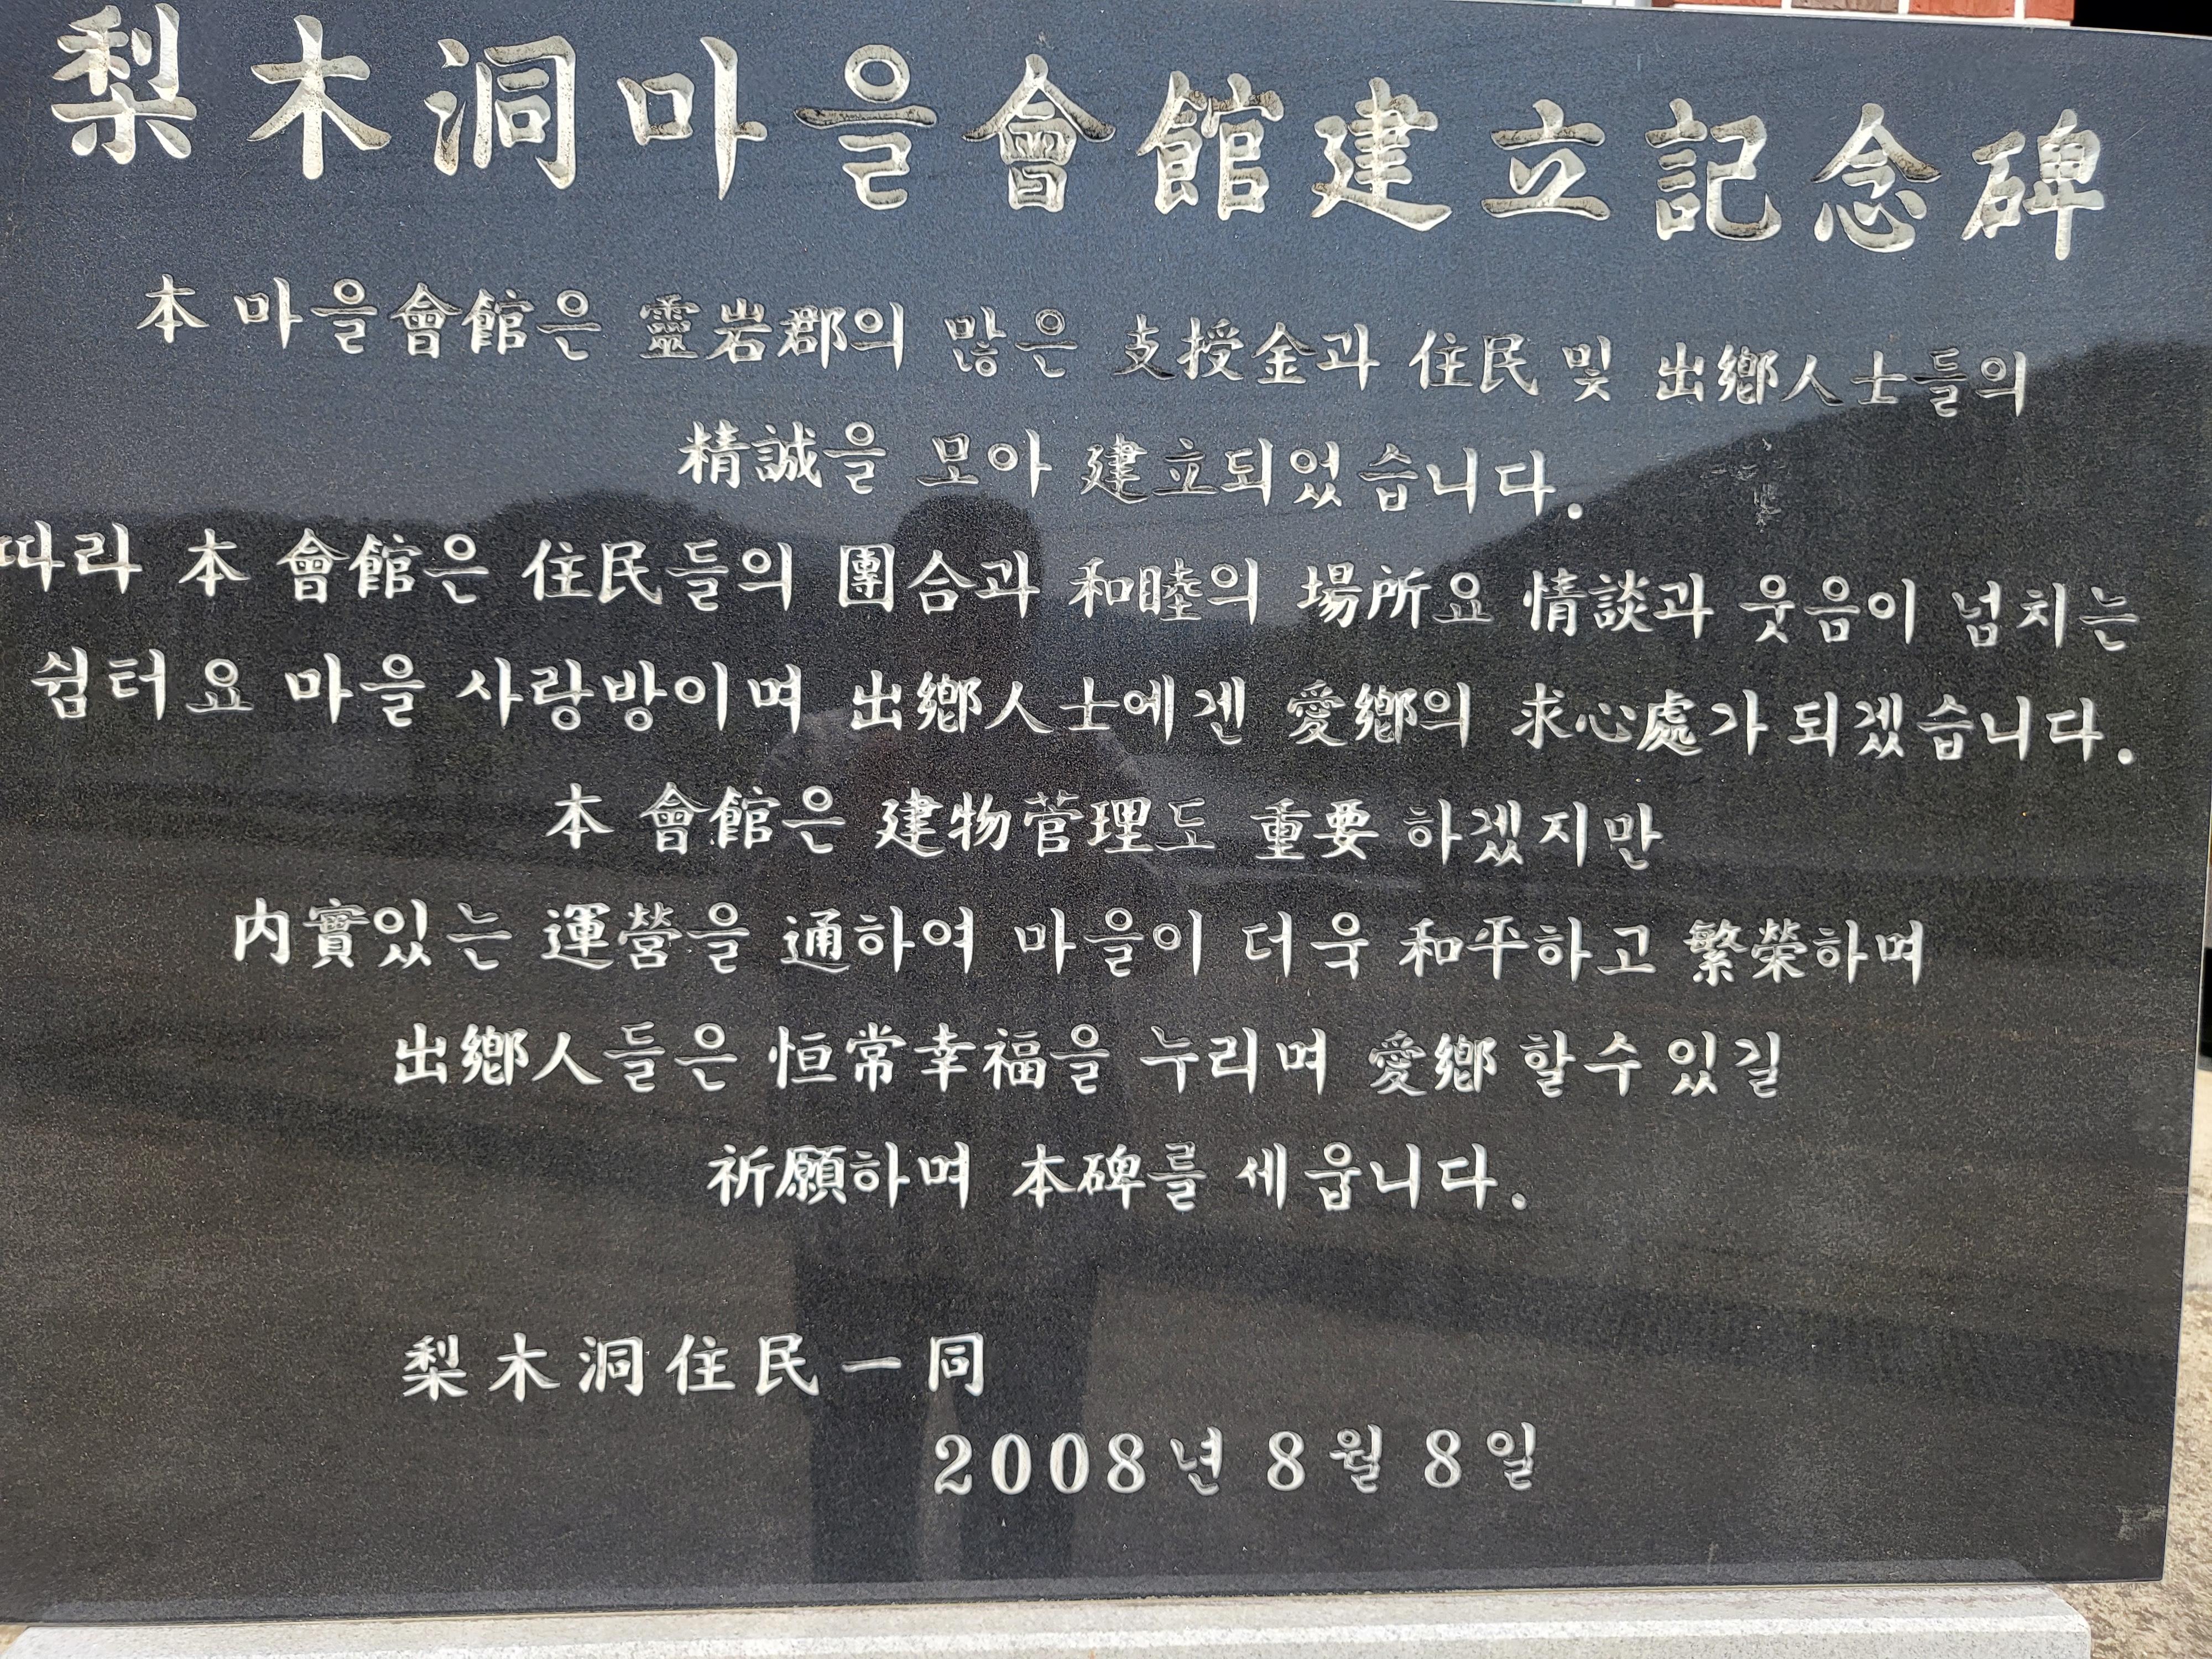 梨木洞마을會館建立記念碑
本 마을會館은 靈岩郡의 많은 支授金과 住民 및 出鄕人士들의
精誠을 모아 建立되었습니다.
따라 本 會館은 住民들의 團合과 和睦의 場所요 情談과 웃음이 넘치는
쉼터요 마을 사랑방이며 出鄕人士에겐 愛鄕의 求心處가 되겠습니다.
本 會館은 建物菅理도 重要 하겠지만
內實있는 運營을 通하여 마을이 더욱 和平하고 繁榮하며
出鄕人들은 恒常幸福을 누리며 愛鄕 할수 있길
祈願하며 本碑를 세웁니다.
梨木洞住民一同
2008년 8월 8일